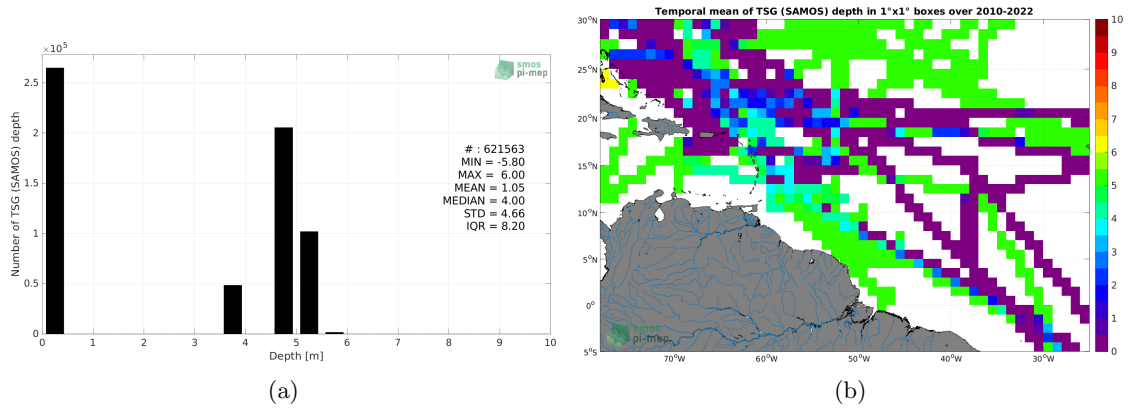 ×10⁵
2.5
2
1.5
1
0.5
0
0 1 2 3 4 5 6 7 8 9 10
Number of TSG (SAMOS) depth
Depth [m]
smos
pi-mep
# : 621563
MIN = -5.80
MAX = 6.00
MEAN = 1.05
MEDIAN = 4.00
STD = 4.66
IQR = 8.20
(a)
Temporal mean of TSG (SAMOS) depth in 1°x1° boxes over 2010-2022
30°N
25°N
20°N
15°N
10°N
5°N
0°
5°S
70°W 60°W 50°W 40°W 30°W
10
9
8
7
6
5
4
3
2
1
0
smos
pi-mep
(b)